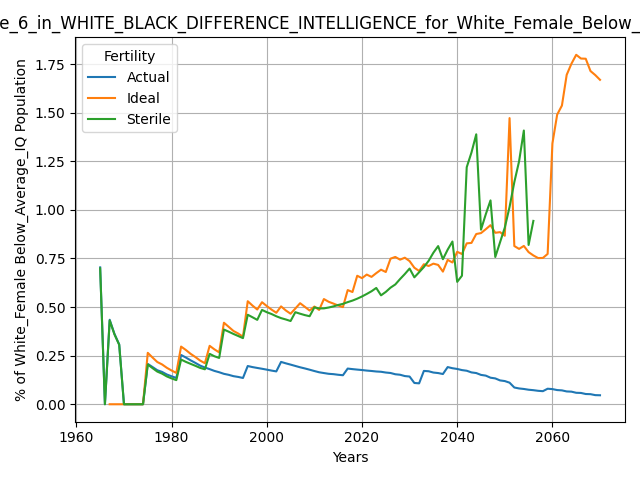 e_6_in_WHITE_BLACK_DIFFERENCE_INTELLIGENCE_for_White_Female_Below_
Fertility
Actual
Ideal
Sterile
% of White_Female Below_Average_IQ Population
1.75
1.50
1.25
1.00
0.75
0.50
0.25
0.00
1960 1980 2000 2020 2040 2060
Years